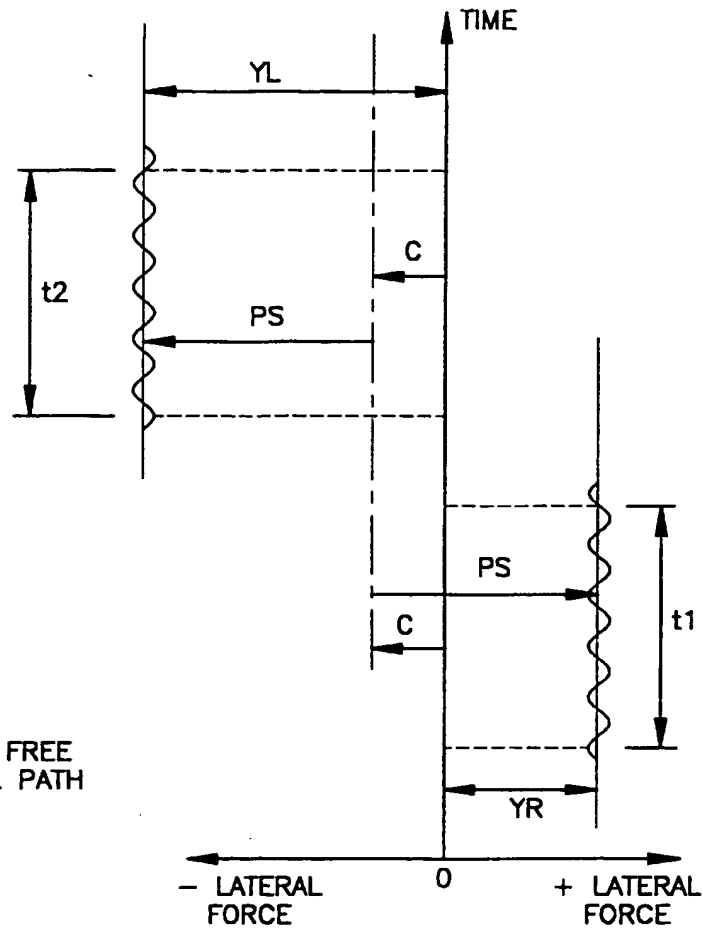 TIME
YL
C
t2
PS
PS
t1
C
FREE
PATH
YR
0
- LATERAL
FORCE
+ LATERAL
FORCE